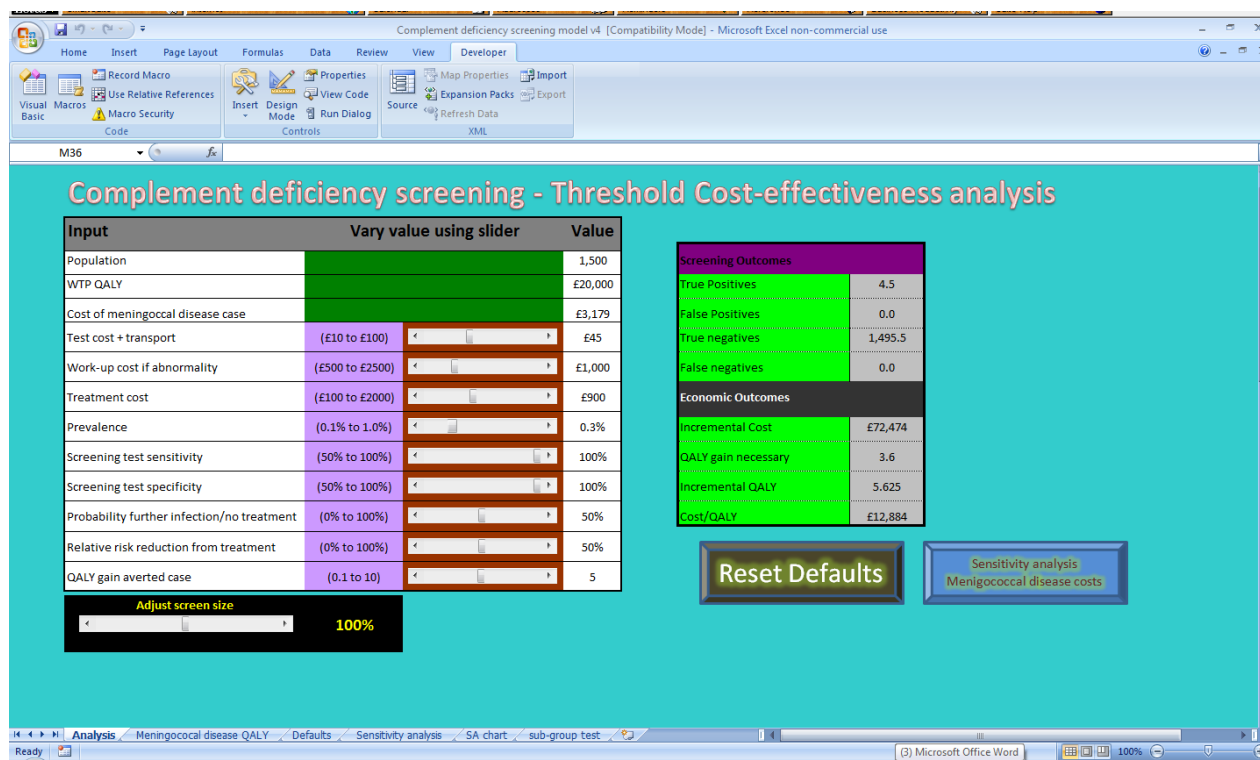 Complement deficiency screening model v4 [Compatibility Mode] - Microsoft Excel non-commercial use
Home Insert Page Layout Formulas Data Review View Developer
Visual Basic
Macros
Record Macro
Use Relative References
Macro Security
Code
Insert
Design Mode
Properties
View Code
Run Dialog
Controls
Source
Map Properties
Expansion Packs
Refresh Data
Import
Export
XML
M36 fx
Complement deficiency screening - Threshold Cost-effectiveness analysis
Input Vary value using slider Value
Population 1,500
WTP QALY £20,000
Cost of meningoccal disease case £3,179
Test cost + transport (£10 to £100) £45
Work-up cost if abnormality (£500 to £2500) £1,000
Treatment cost (£100 to £2000) £900
Prevalence (0.1% to 1.0%) 0.3%
Screening test sensitivity (50% to 100%) 100%
Screening test specificity (50% to 100%) 100%
Probability further infection/no treatment (0% to 100%) 50%
Relative risk reduction from treatment (0% to 100%) 50%
QALY gain averted case (0.1 to 10) 5
Adjust screen size
100%
Screening Outcomes
True Positives 4.5
False Positives 0.0
True negatives 1,495.5
False negatives 0.0
Economic Outcomes
Incremental Cost £72,474
QALY gain necessary 3.6
Incremental QALY 5.625
Cost/QALY £12,884
Reset Defaults
Sensitivity analysis
Menigococcal disease costs
Analysis Meningococal disease QALY Defaults Sensitivity analysis SA chart sub-group test
Ready (3) Microsoft Office Word 100%